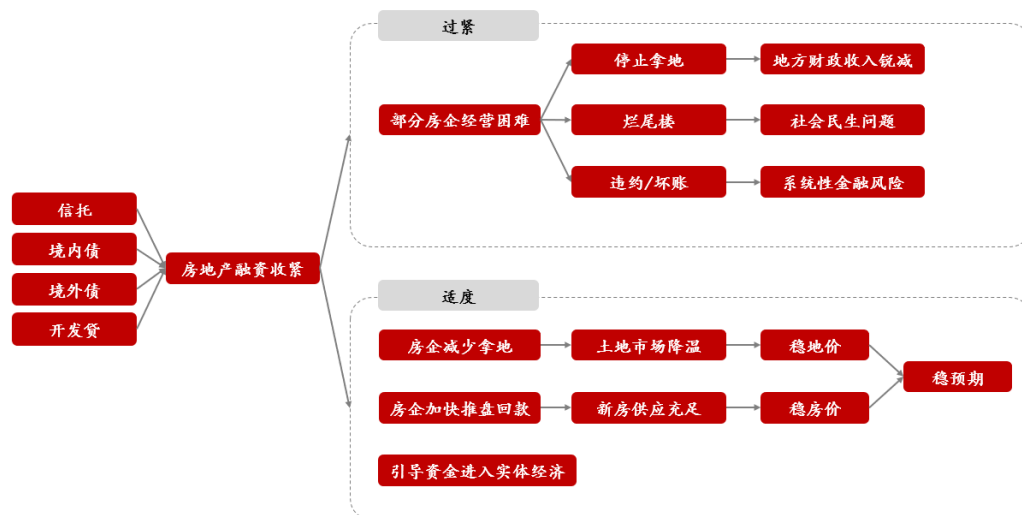 信托
境内债
境外债
开发贷
房地产融资收紧
过紧
部分房企经营困难
停止拿地
地方财政收入锐减
烂尾楼
社会民生问题
违约/坏账
系统性金融风险
适度
房企减少拿地
土地市场降温
稳地价
房企加快推盘回款
新房供应充足
稳房价
稳预期
引导资金进入实体经济